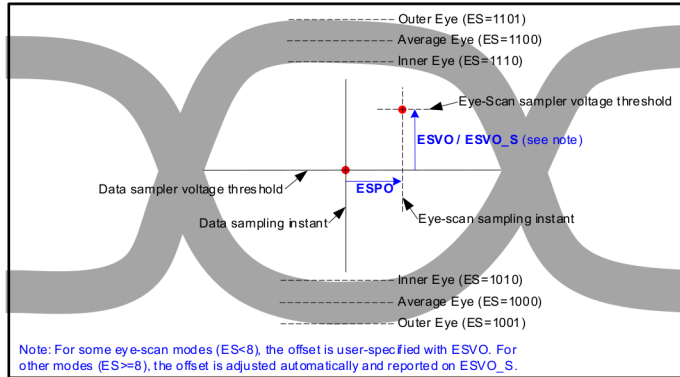 Outer Eye (ES=1101)
Average Eye (ES=1100)
Inner Eye (ES=1110)
Eye-Scan sampler voltage threshold
ESVO / ESVO_S (see note)
Data sampler voltage threshold
ESPO
Data sampling instant
Eye-scan sampling instant
Inner Eye (ES=1010)
Average Eye (ES=1000)
Outer Eye (ES=1001)
Note: For some eye-scan modes (ES<8), the offset is user-specified with ESVO. For
other modes (ES>=8), the offset is adjusted automatically and reported on ESVO_S.